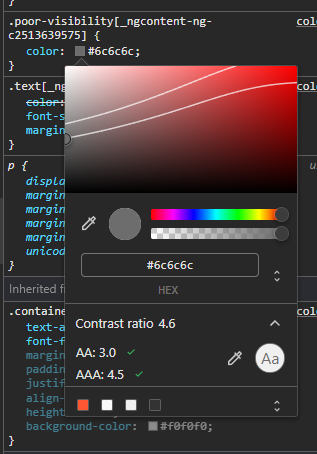 }
.poor-visibility[_ngcontent-ng-
colo
c2513639575] {
color: #6c6c6c;
}
.text[_ng
colo
color:
font-s
margin
}
p {
u
displa
margin
margin
margin
margin
unicod
}
#6c6c6c
HEX
Inherited f
Contrast ratio 4.6
.containe
colo
text-a
font-f
AA: 3.0
margin
Aa
paddin
AAA: 4.5
justif
align-
height
background-color: #f0f0f0;
}